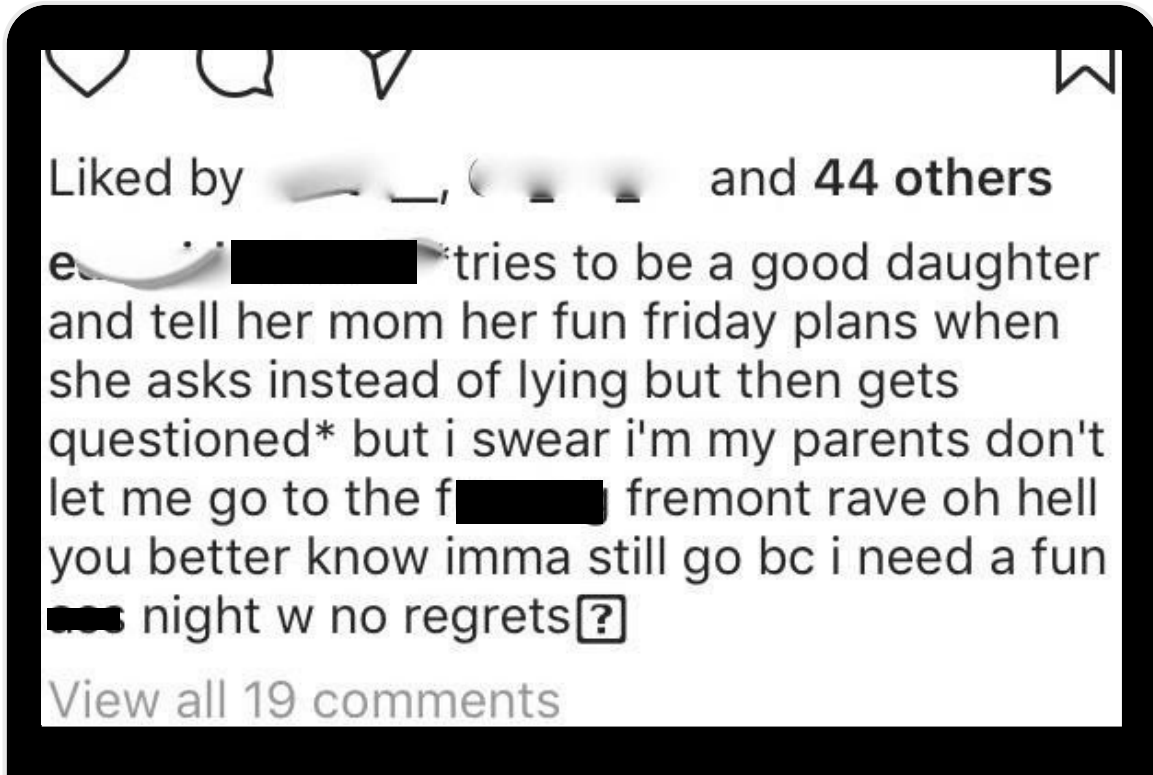 Liked by and 44 others
*tries to be a good daughter
and tell her mom her fun friday plans when
she asks instead of lying but then gets
questioned* but i swear i'm my parents don't
let me go to the fremont rave oh hell
you better know imma still go bc i need a fun
night w no regrets
View all 19 comments